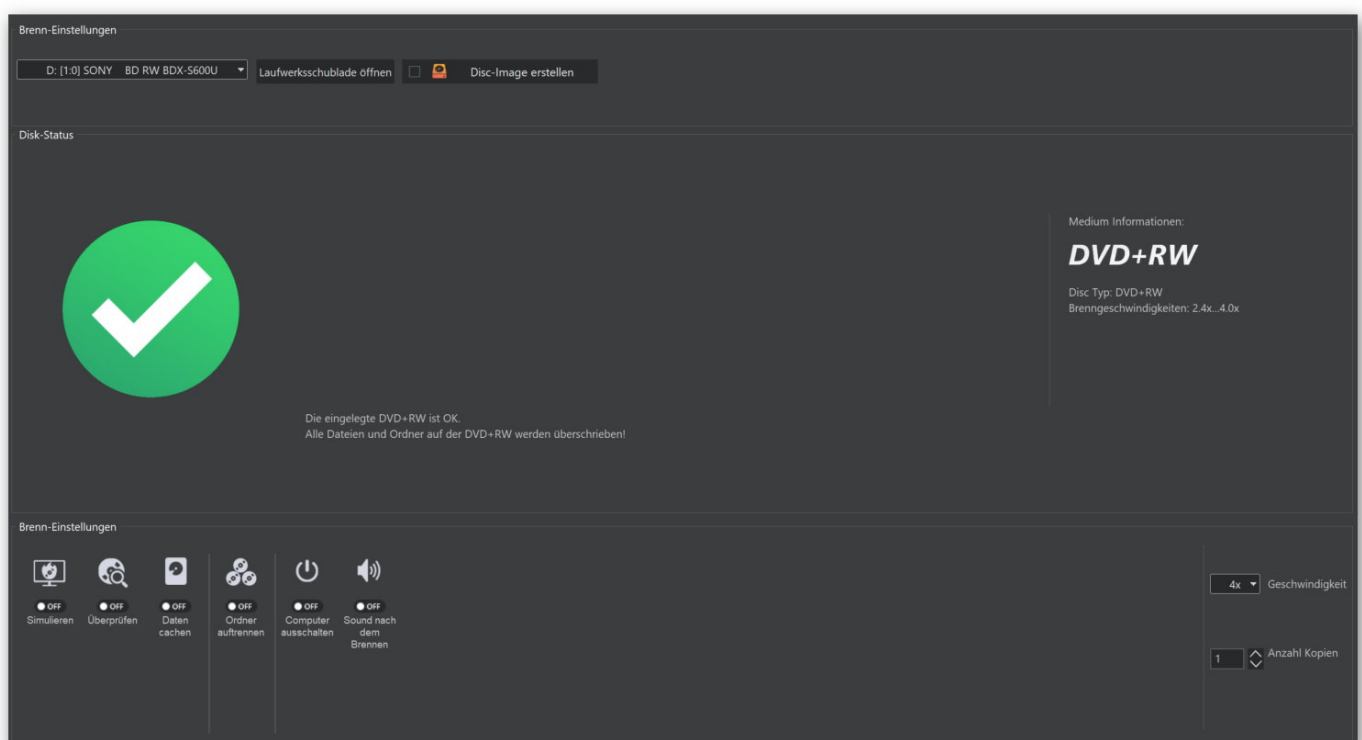 Brenn-Einstellungen
D: [1:0] SONY BD RW BDX-S600U
Laufwerksschublade öffnen
Disc-Image erstellen
Disk-Status
Medium Informationen:
DVD+RW
Disc Typ: DVD+RW
Brenngeschwindigkeiten: 2.4x...4.0x
Die eingelegte DVD+RW ist OK.
Alle Dateien und Ordner auf der DVD+RW werden überschrieben!
Brenn-Einstellungen
OFF
Simulieren
OFF
Überprüfen
OFF
Daten
cachen
OFF
Ordner
auftrennen
OFF
Computer
ausschalten
OFF
Sound nach
dem
Brennen
4x
Geschwindigkeit
1
Anzahl Kopien